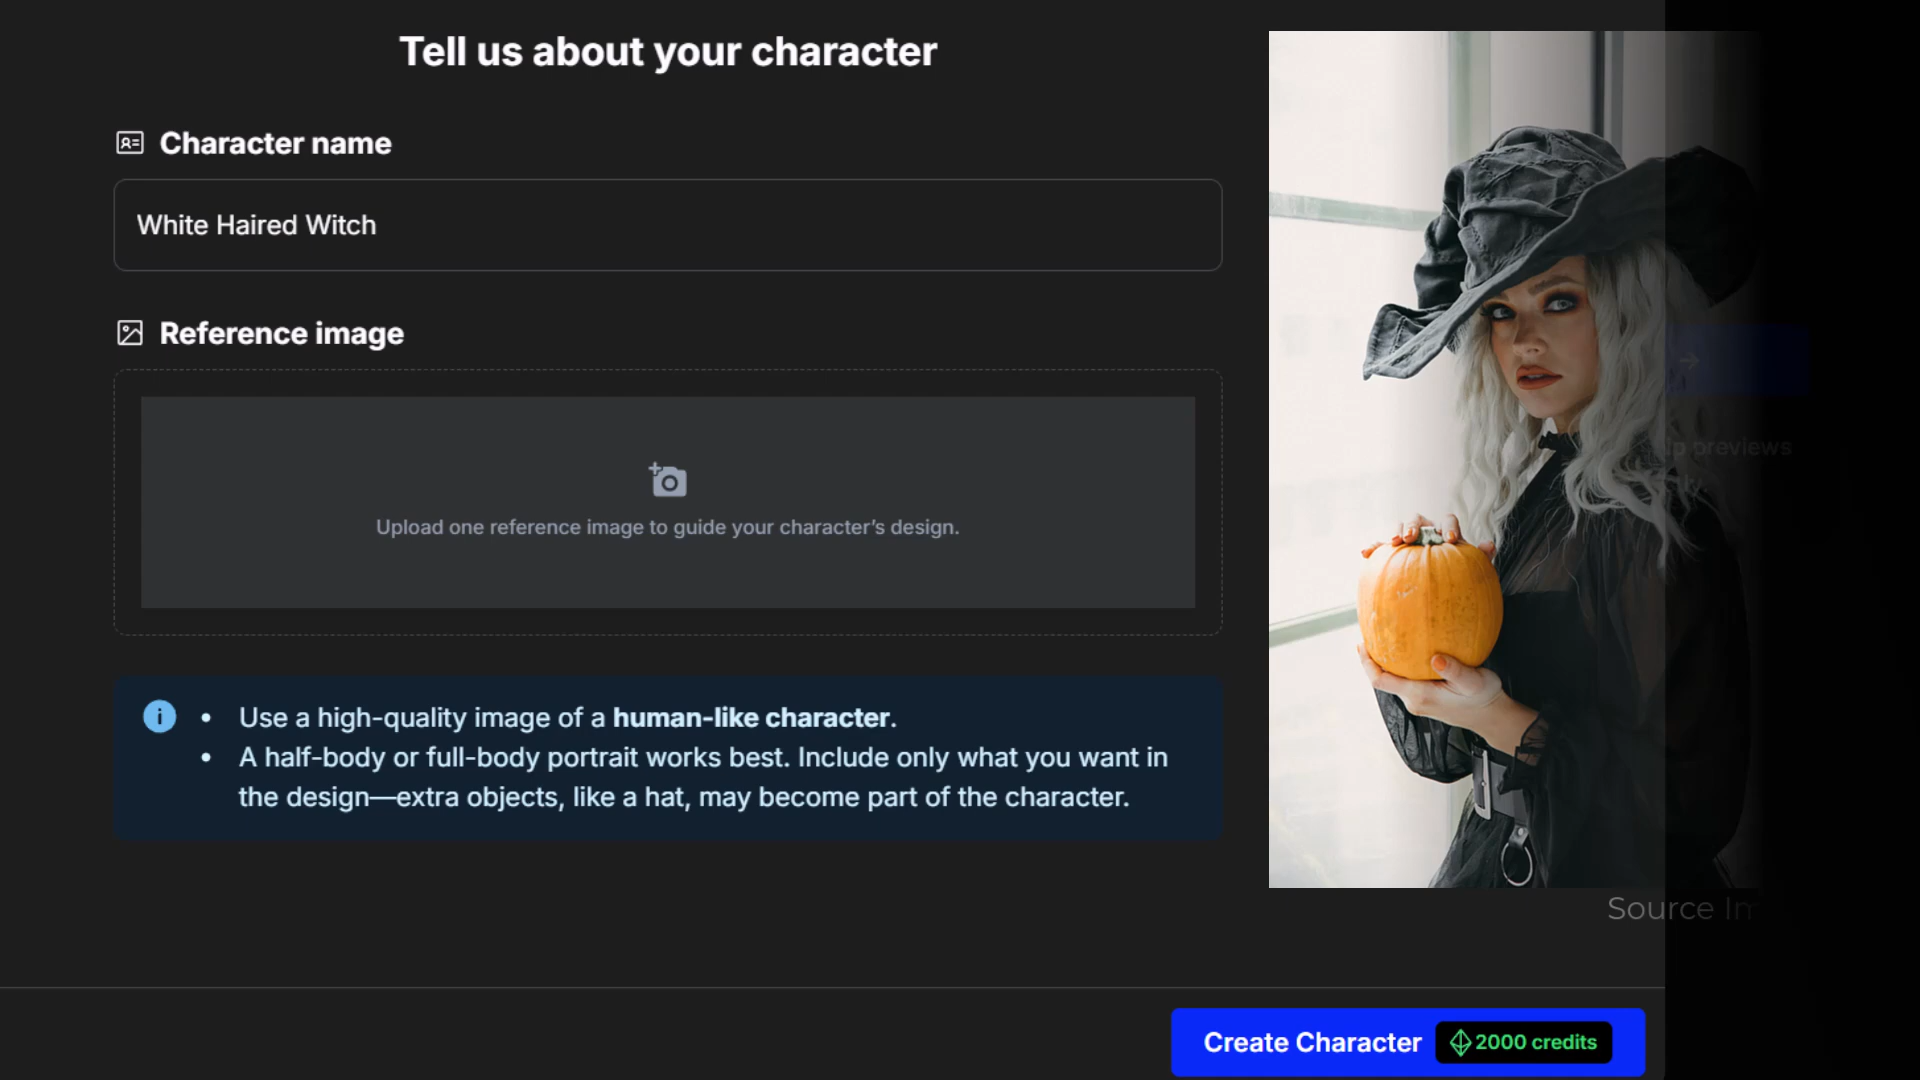 Tell us about your character
Character name
White Haired Witch
Reference image
Upload one reference image to guide your character’s design.
Use a high-quality image of a human-like character.
A half-body or full-body portrait works best. Include only what you want in
the design—extra objects, like a hat, may become part of the character.
previews
Source Im
Create Character 2000 credits